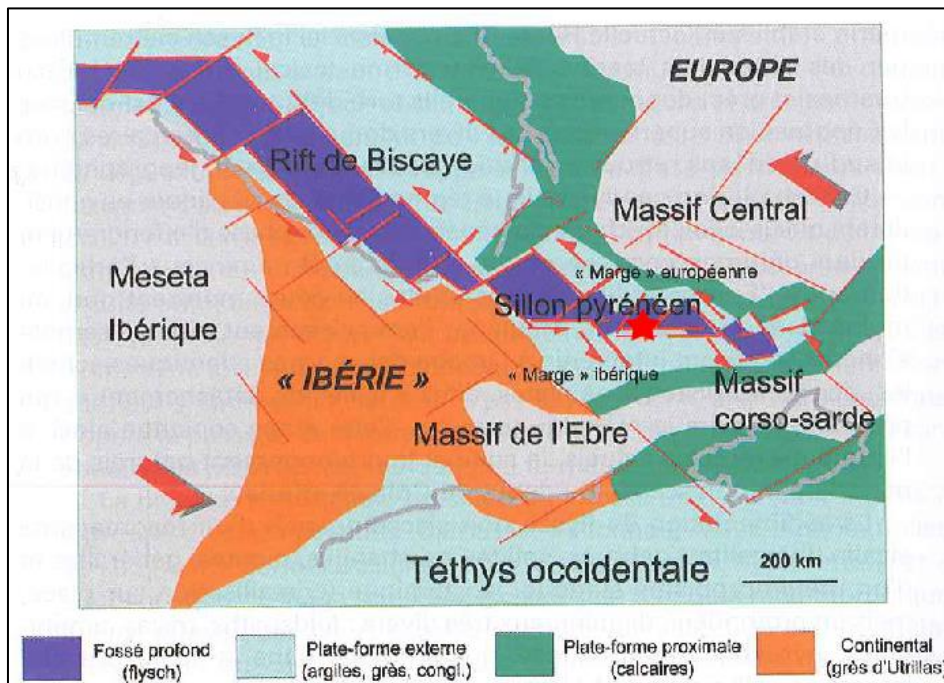 EUROPE
Rift de Biscaye
Massif Central
Meseta
Ibérique
« Marge » européenne
Sillon pyrénéen
« IBÉRIE »
« Marge » ibérique
Massif
corso-sarde
Massif de l'Ebre
Téthys occidentale
200 km
Fossé profond
(flysch)
Plate-forme externe
(argiles, grès, congl.)
Plate-forme proximale
(calcaires)
Continental
(grès d'Utrillas)